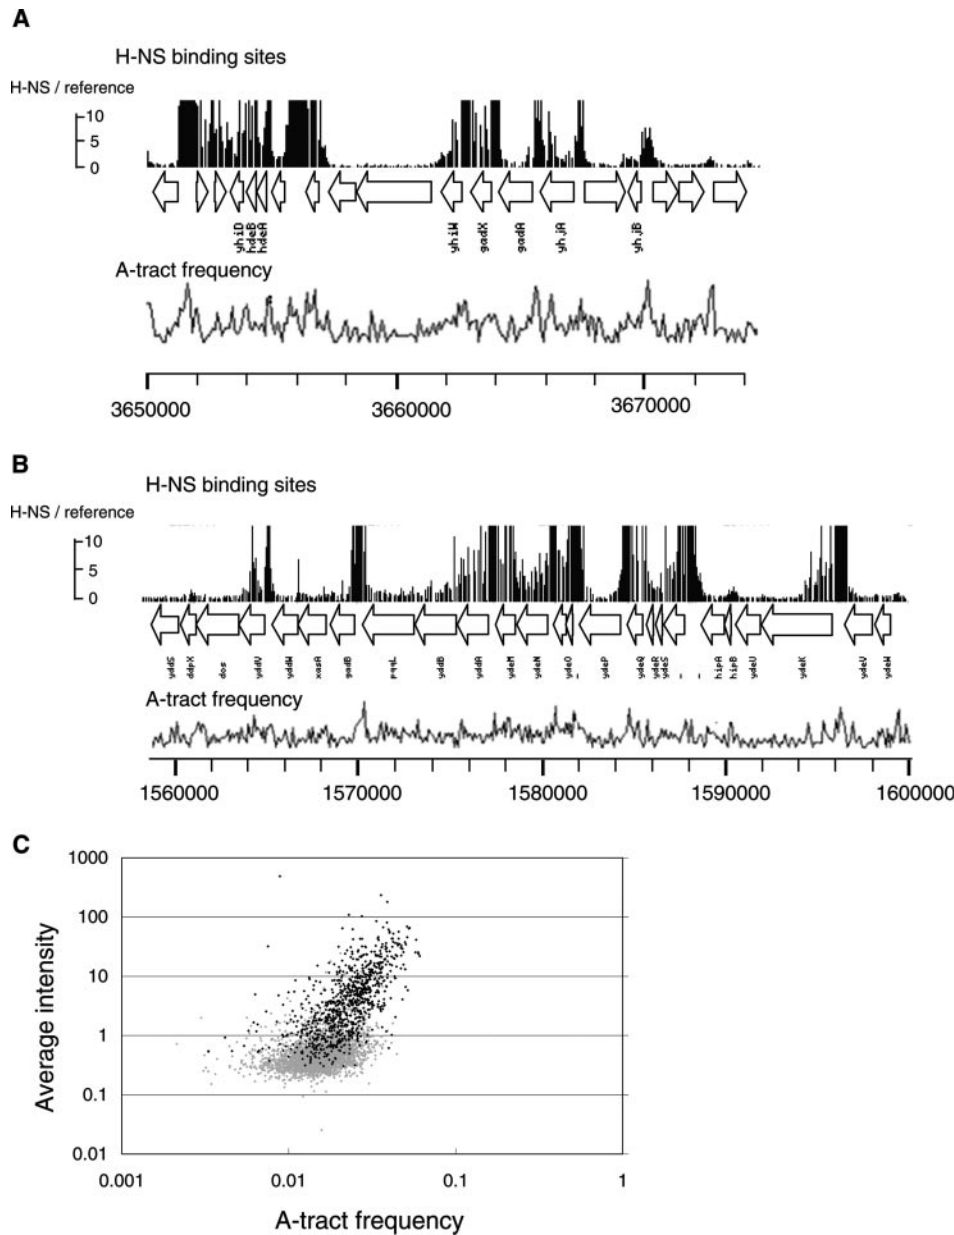 A
H-NS binding sites
H-NS / reference
10
5
0
yhiD
hdeB
hdeA
yhiW
gadX
gadA
yhjA
yhjB
A-tract frequency
3650000 3660000 3670000
B
H-NS binding sites
H-NS / reference
10
5
0
yddS ddpX dos yddV yddW xasA gadB pqqL yddB yddA ydeM ydeN ydeO ydeP ydeQ ydeR ydeS hipA hipB ydeU ydeK ydeV ydeW
A-tract frequency
1560000 1570000 1580000 1590000 1600000
C
1000
100
10
1
0.1
0.01
Average intensity
0.001 0.01 0.1 1
A-tract frequency